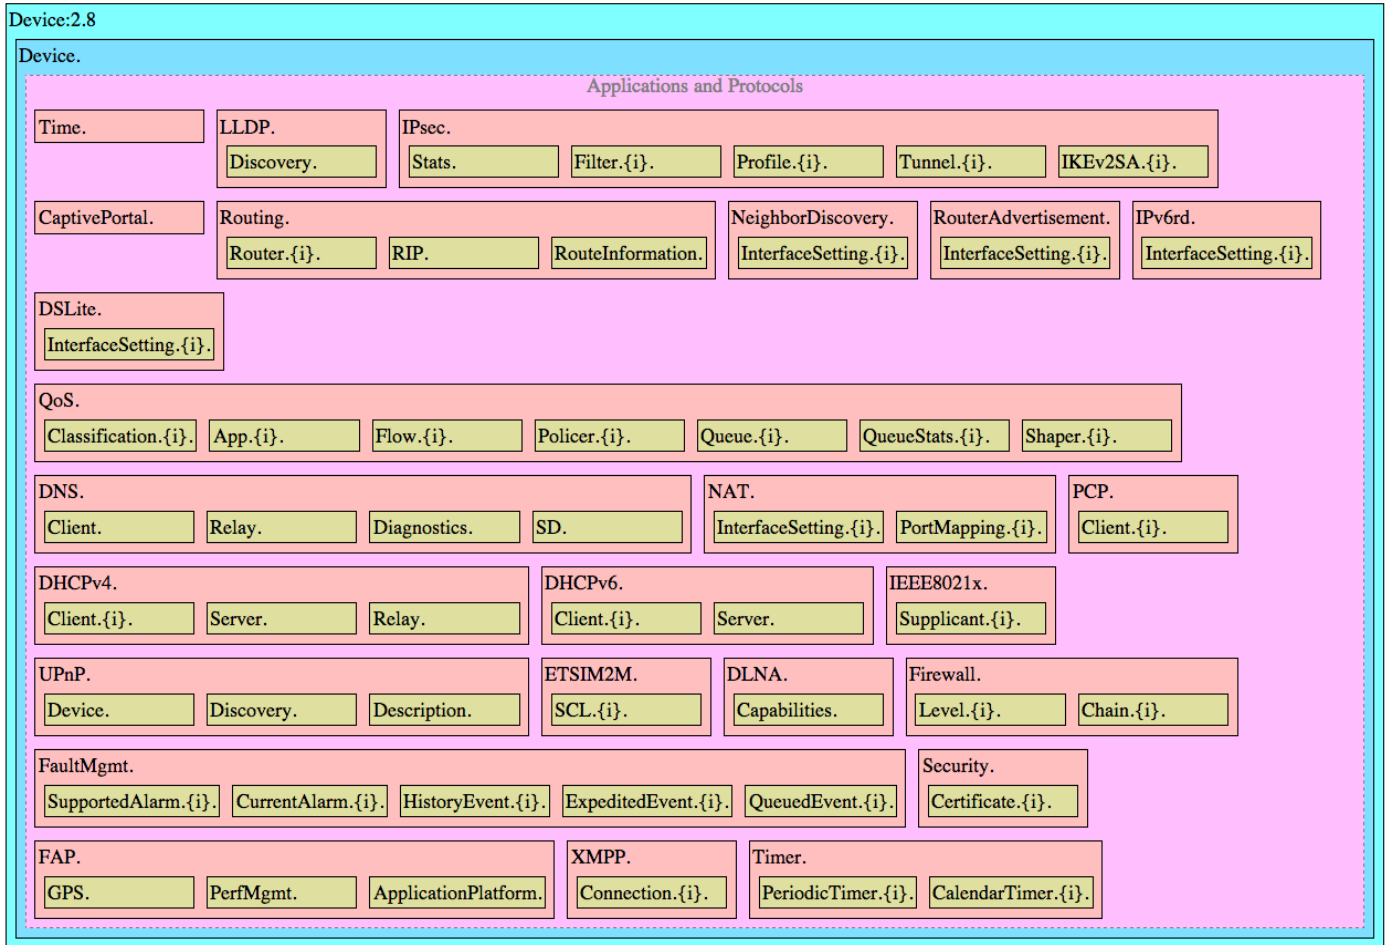 Device:2.8
Device.
Applications and Protocols
Time. LLDP. IPsec.
Discovery. Stats. Filter.{i}. Profile.{i}. Tunnel.{i}. IKEv2SA.{i}.
CaptivePortal. Routing. NeighborDiscovery. RouterAdvertisement. IPv6rd.
Router.{i}. RIP. RouteInformation. InterfaceSetting.{i}. InterfaceSetting.{i}. InterfaceSetting.{i}.
DSLite.
InterfaceSetting.{i}.
QoS.
Classification.{i}. App.{i}. Flow.{i}. Policer.{i}. Queue.{i}. QueueStats.{i}. Shaper.{i}.
DNS. NAT. PCP.
Client. Relay. Diagnostics. SD. InterfaceSetting.{i}. PortMapping.{i}. Client.{i}.
DHCPv4. DHCPv6. IEEE8021x.
Client.{i}. Server. Relay. Client.{i}. Server. Supplicant.{i}.
UPnP. ETSIM2M. DLNA. Firewall.
Device. Discovery. Description. SCL.{i}. Capabilities. Level.{i}. Chain.{i}.
FaultMgmt. Security.
SupportedAlarm.{i}. CurrentAlarm.{i}. HistoryEvent.{i}. ExpeditedEvent.{i}. QueuedEvent.{i}. Certificate.{i}.
FAP. XMPP. Timer.
GPS. PerfMgmt. ApplicationPlatform. Connection.{i}. PeriodicTimer.{i}. CalendarTimer.{i}.